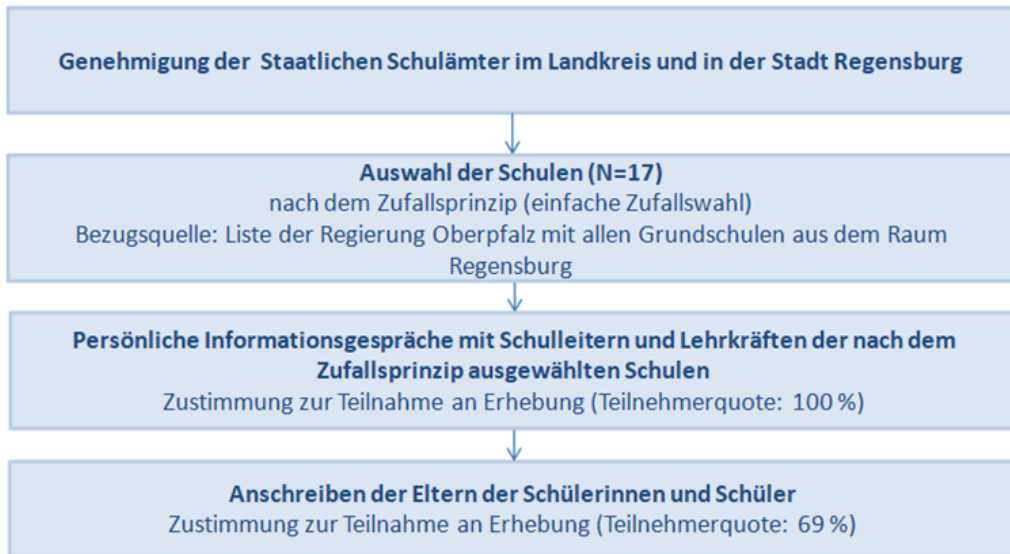 Genehmigung der Staatlichen Schulämter im Landkreis und in der Stadt Regensburg
Auswahl der Schulen (N=17)
nach dem Zufallsprinzip (einfache Zufallswahl)
Bezugsquelle: Liste der Regierung Oberpfalz mit allen Grundschulen aus dem Raum
Regensburg
Persönliche Informationsgespräche mit Schulleitern und Lehrkräften der nach dem
Zufallsprinzip ausgewählten Schulen
Zustimmung zur Teilnahme an Erhebung (Teilnehmerquote: 100 %)
Anschreiben der Eltern der Schülerinnen und Schüler
Zustimmung zur Teilnahme an Erhebung (Teilnehmerquote: 69 %)